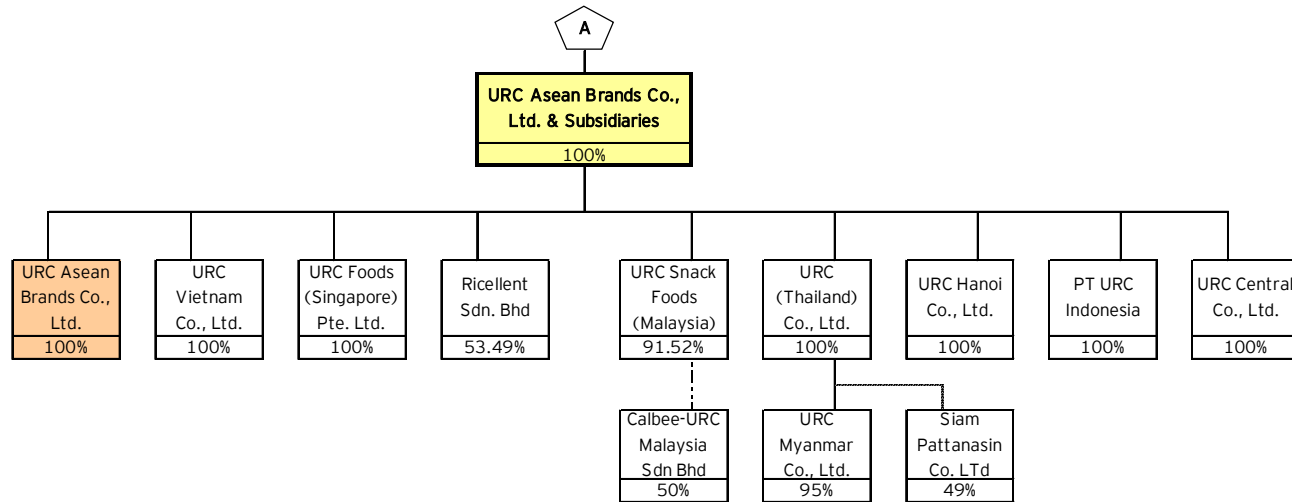 A
URC Asean Brands Co.,
Ltd. & Subsidiaries
100%
URC Asean
Brands Co.,
Ltd.
100%
URC
Vietnam
Co., Ltd.
100%
URC Foods
(Singapore)
Pte. Ltd.
100%
Ricellent
Sdn. Bhd
53.49%
URC Snack
Foods
(Malaysia)
91.52%
URC
(Thailand)
Co., Ltd.
100%
URC Hanoi
Co., Ltd.
100%
PT URC
Indonesia
100%
URC Central
Co., Ltd.
100%
Calbee-URC
Malaysia
Sdn Bhd
50%
URC
Myanmar
Co., Ltd.
95%
Siam
Pattanasin
Co. LTd
49%